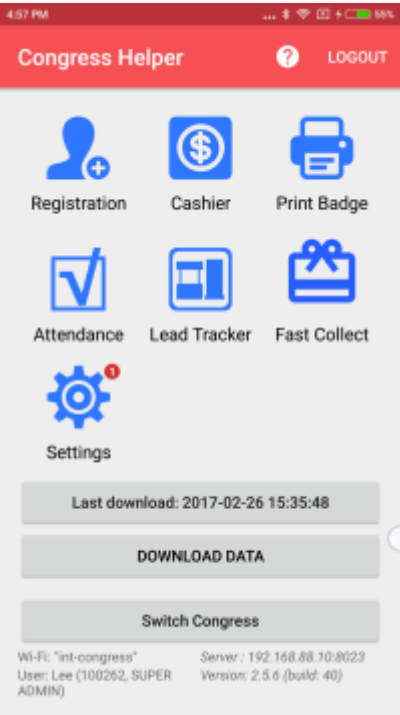 4:57 PM ... 55%
Congress Helper ? LOGOUT
Registration Cashier Print Badge
Attendance Lead Tracker Fast Collect
1
Settings
Last download: 2017-02-26 15:35:48
DOWNLOAD DATA
Switch Congress
Wi-Fi: "int-congress" Server : 192.168.88.10:8023
User: Lee (100262, SUPER Version: 2.5.6 (build: 40)
ADMIN)